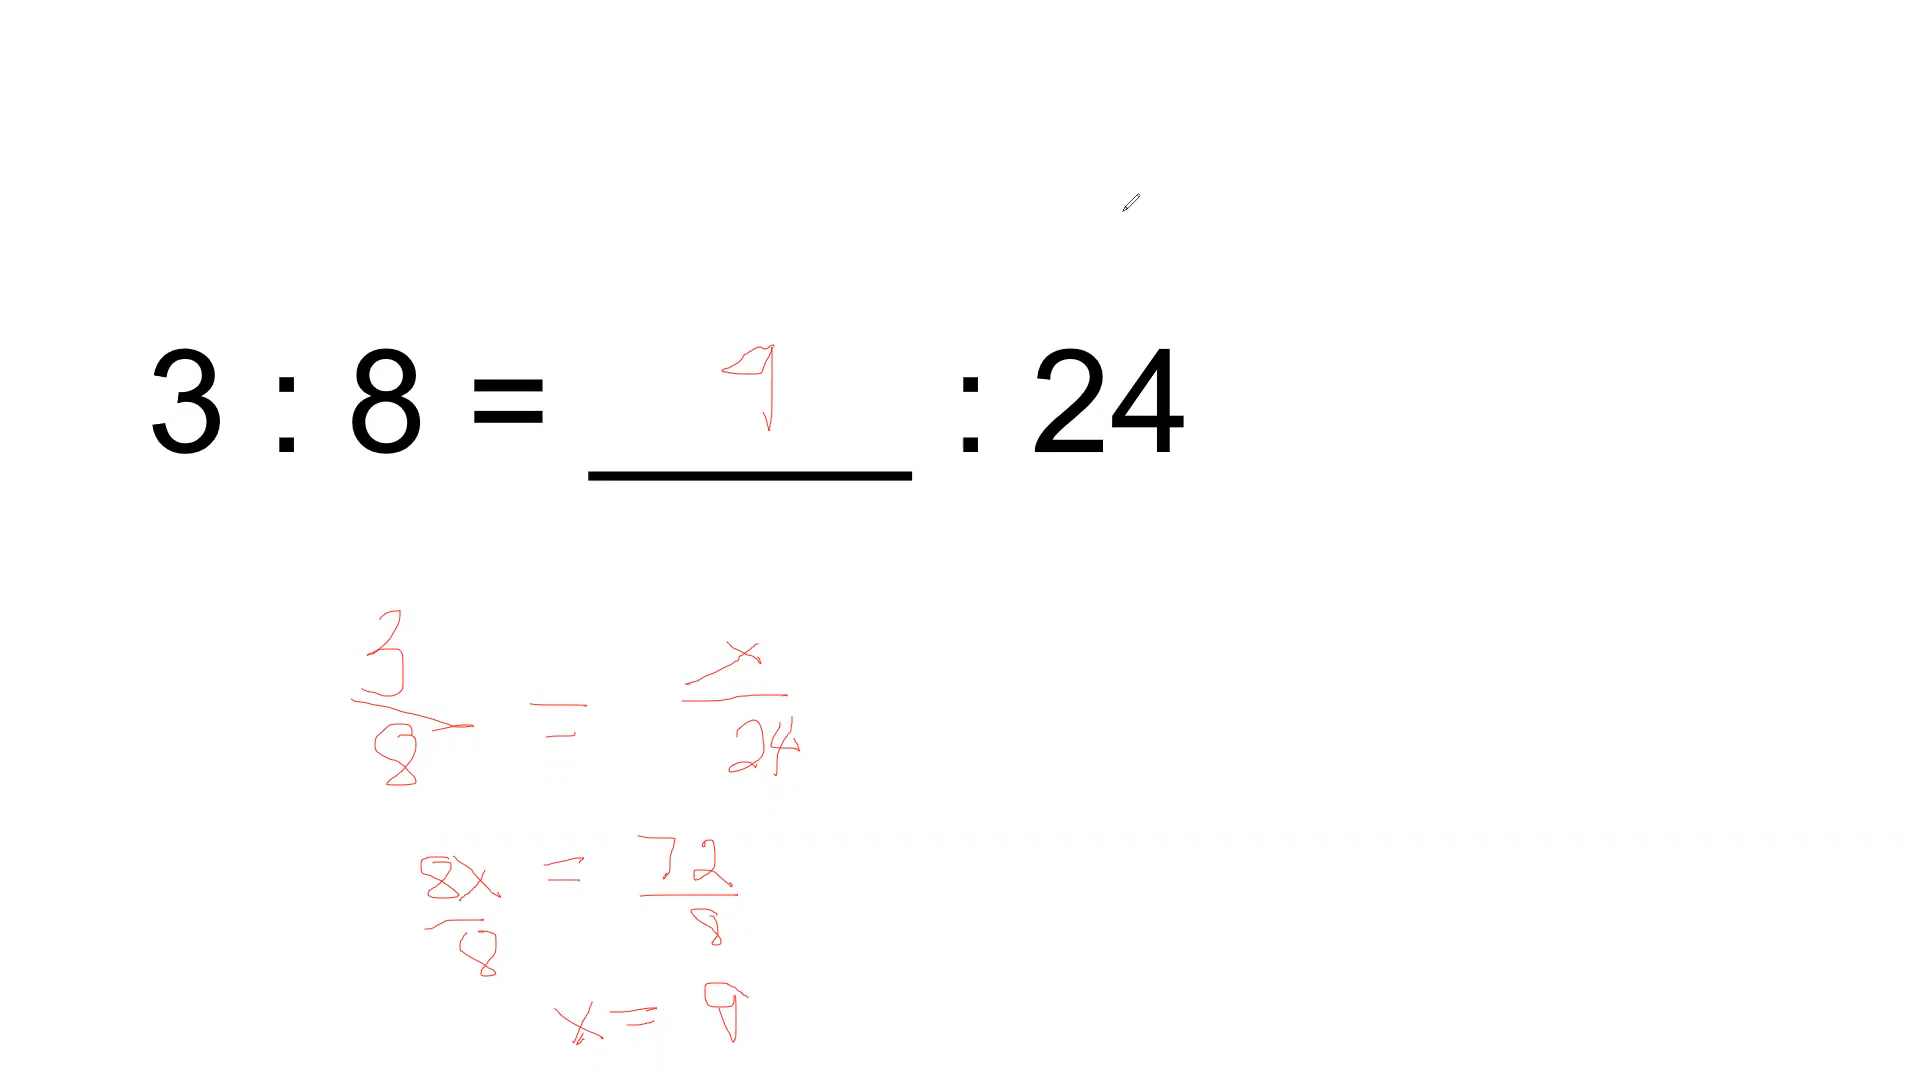 3 : 8 = 9 : 24
3/8 = x/24
8x/8 = 72/8
x = 9